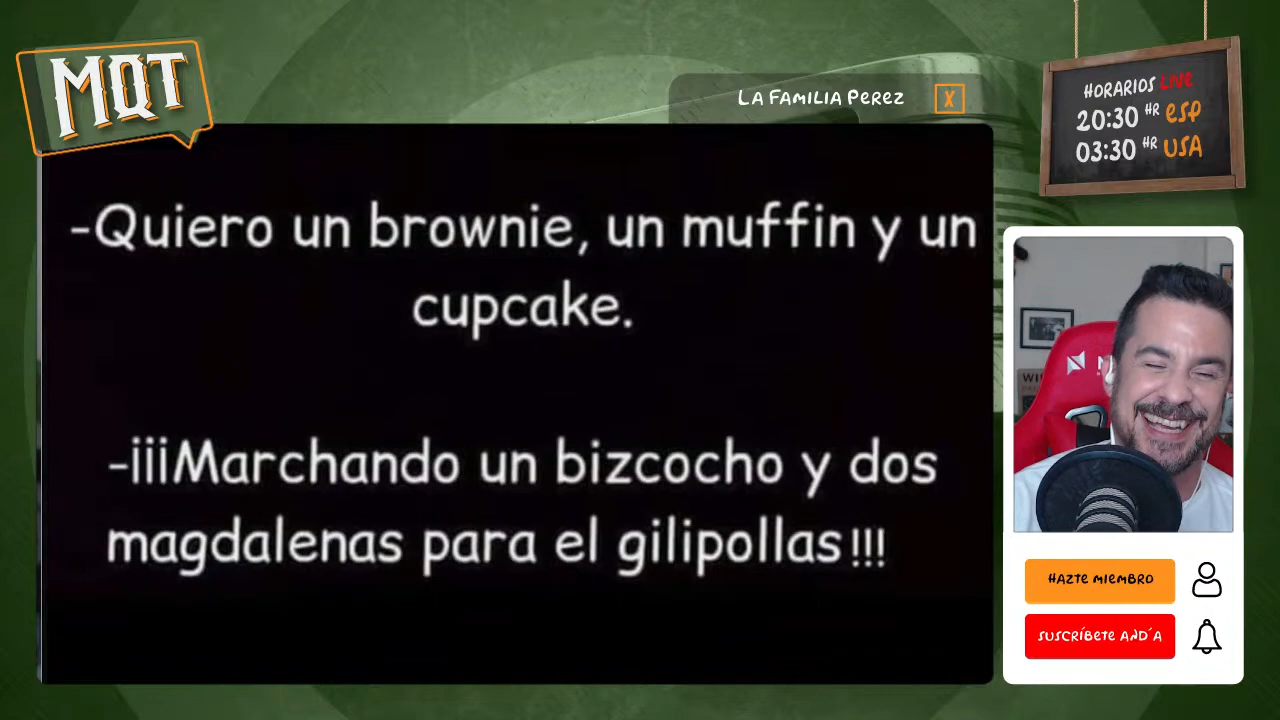 MQT
LA FAMILIA PEREZ
X
HORARIOS LIVE
20:30 HR ESP
03:30 HR USA
-Quiero un brownie, un muffin y un
cupcake.
-¡¡¡Marchando un bizcocho y dos
magdalenas para el gilipollas!!!
HAZTE MIEMBRO
SUSCRÍBETE AND´A